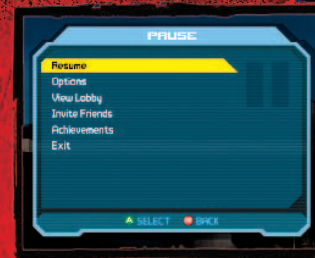 PAUSE
Resume
Options
View Lobby
Invite Friends
Achievements
Exit
A SELECT B BACK